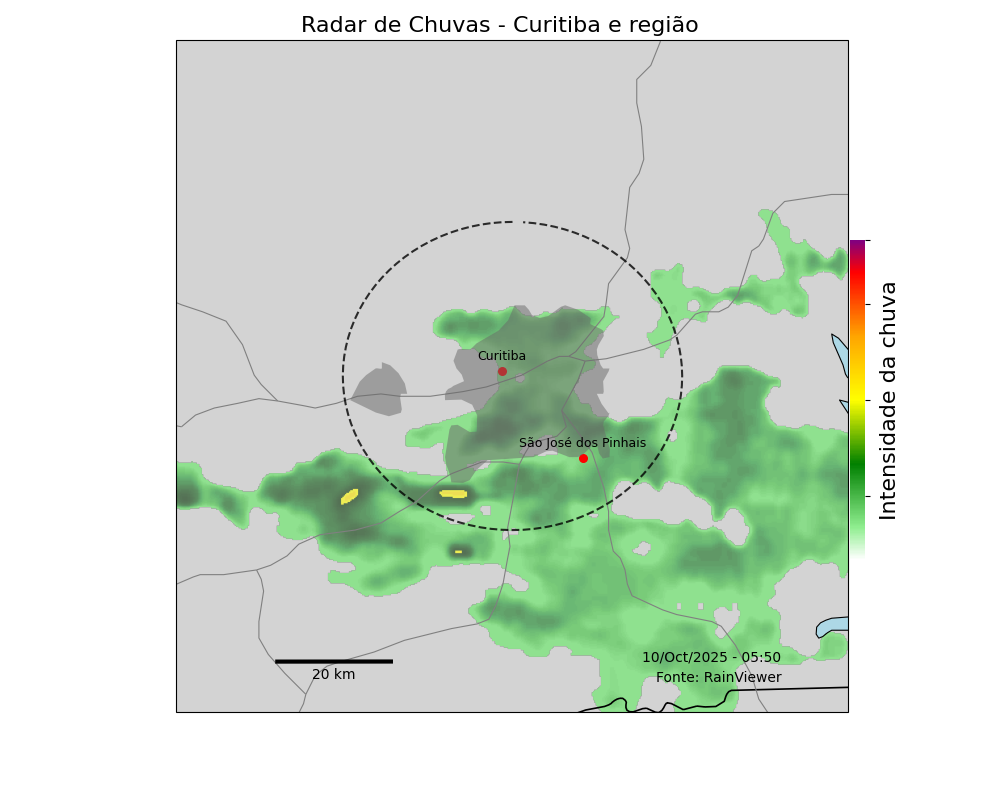 Radar de Chuvas - Curitiba e região
Curitiba
São José dos Pinhais
Intensidade da chuva
10/Oct/2025 - 05:50
Fonte: RainViewer
20 km